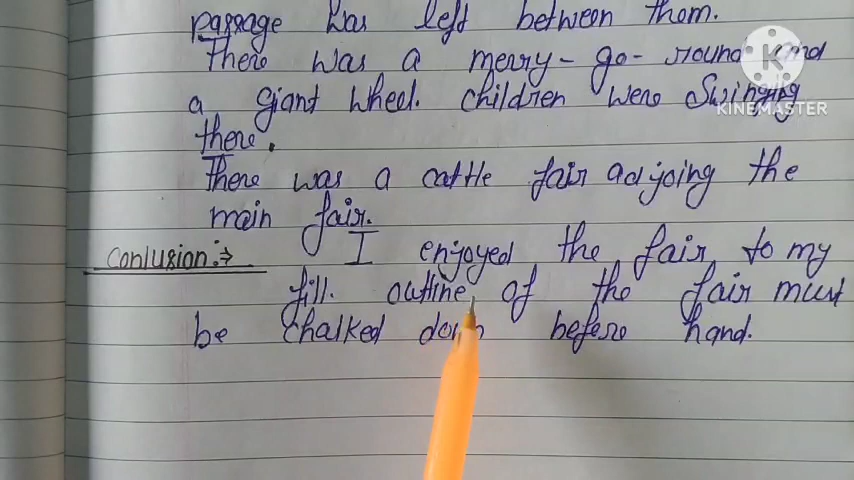 passage was left between them.
There was a merry-go-round and
a giant wheel. children were Swinging
there.
There was a cattle fair adjoing the
main fair.
Conlusion :→ I enjoyed the fair to my
fill. outline of the fair must
be chalked down before hand.
KINEMASTER